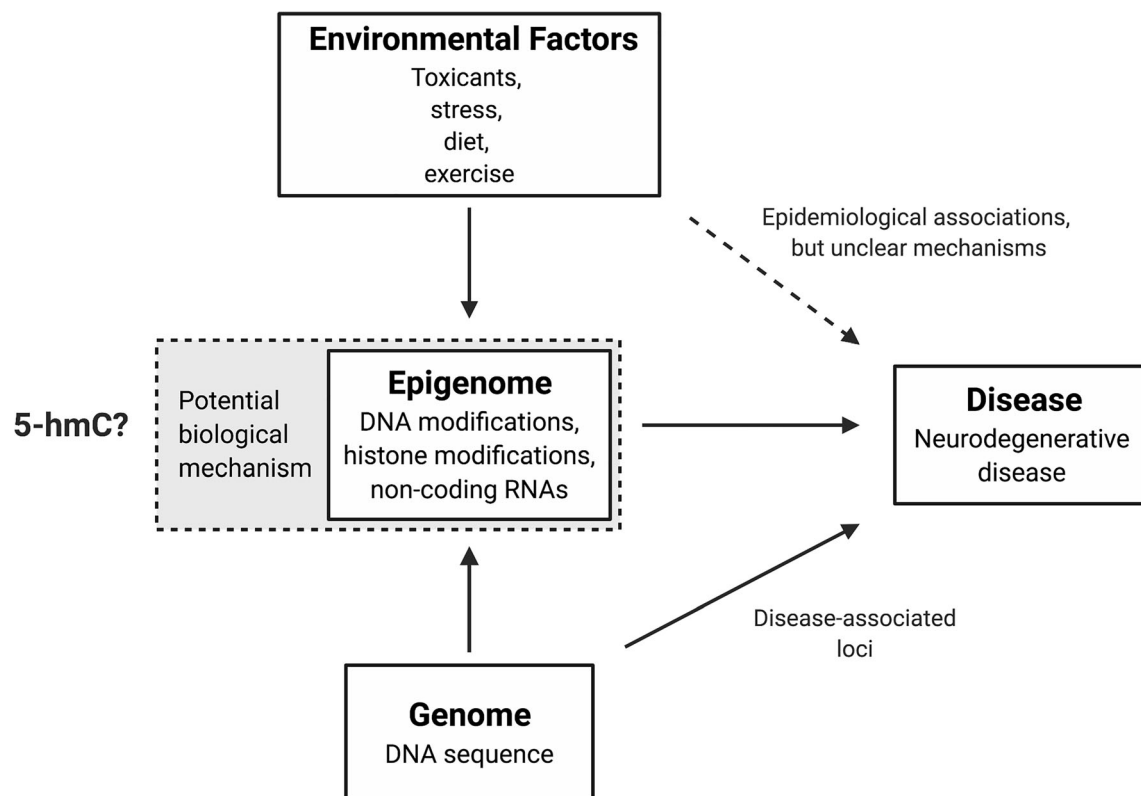 Environmental Factors
Toxicants,
stress,
diet,
exercise
Epidemiological associations,
but unclear mechanisms
5-hmC?
Potential
biological
mechanism
Epigenome
DNA modifications,
histone modifications,
non-coding RNAs
Disease
Neurodegenerative
disease
Disease-associated
loci
Genome
DNA sequence